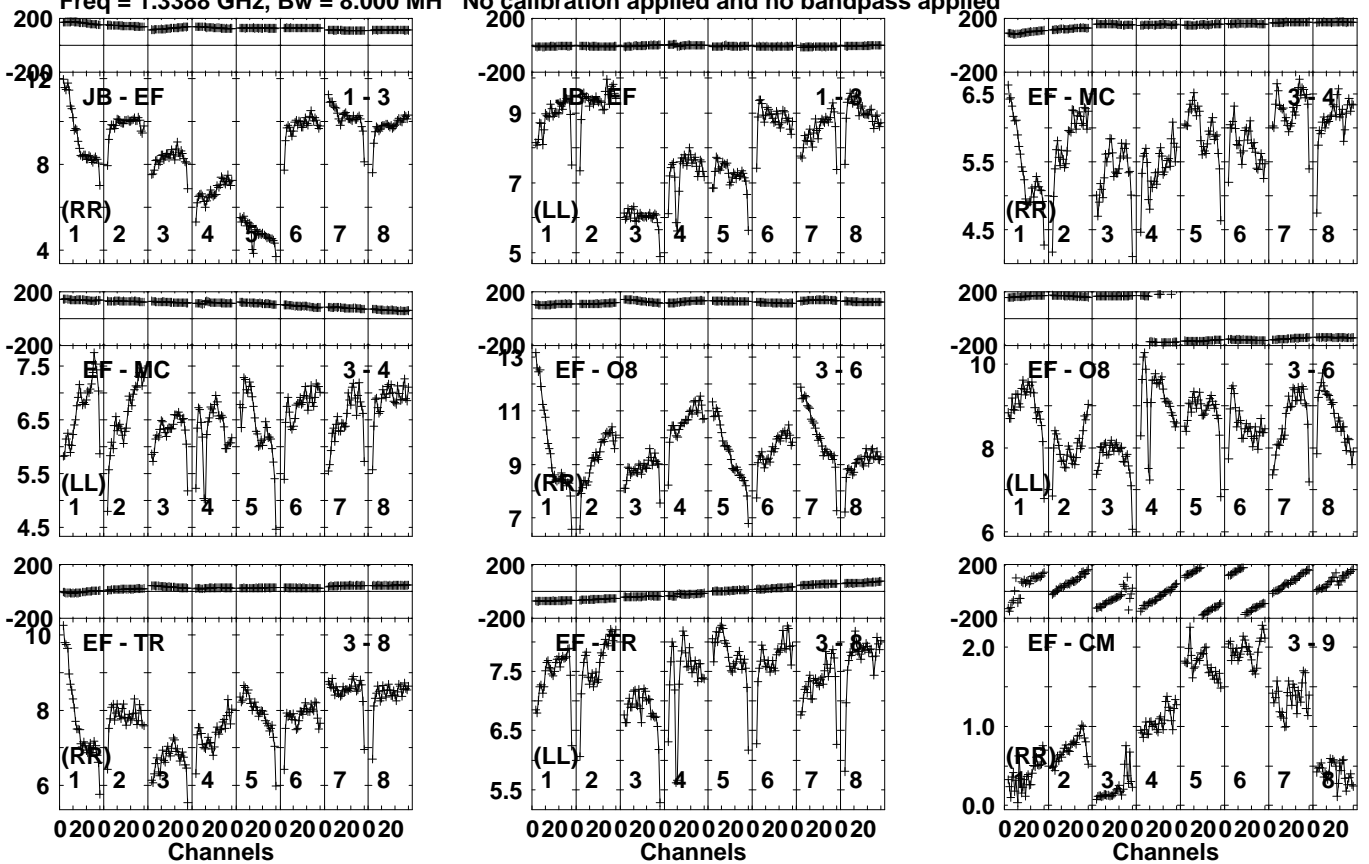 Freq = 1.3388 GHz, Bw = 8.000 MH   No calibration applied and no bandpass applied
200
-200
12
8
4
JB - EF
1 - 3
(RR)
1 2 3 4 5 6 7 8
200
-200
9
7
5
JB - EF
1 - 3
(LL)
1 2 3 4 5 6 7 8
200
-200
6.5
5.5
4.5
EF - MC
3 - 4
(RR)
1 2 3 4 5 6 7 8
200
-200
7.5
6.5
5.5
4.5
EF - MC
3 - 4
(LL)
1 2 3 4 5 6 7 8
200
-200
13
11
9
7
EF - O8
3 - 6
(RR)
1 2 3 4 5 6 7 8
200
-200
10
8
6
EF - O8
3 - 6
(LL)
1 2 3 4 5 6 7 8
200
-200
10
8
6
EF - TR
3 - 8
(RR)
1 2 3 4 5 6 7 8
200
-200
7.5
6.5
5.5
EF - TR
3 - 8
(LL)
1 2 3 4 5 6 7 8
200
-200
2.0
1.0
0.0
EF - CM
3 - 9
(RR)
1 2 3 4 5 6 7 8
0 20 0 20 0 20 0 20 0 20 0 20 0 20 0 20
Channels
0 20 0 20 0 20 0 20 0 20 0 20 0 20 0 20
Channels
0 20 0 20 0 20 0 20 0 20 0 20 0 20 0 20
Channels